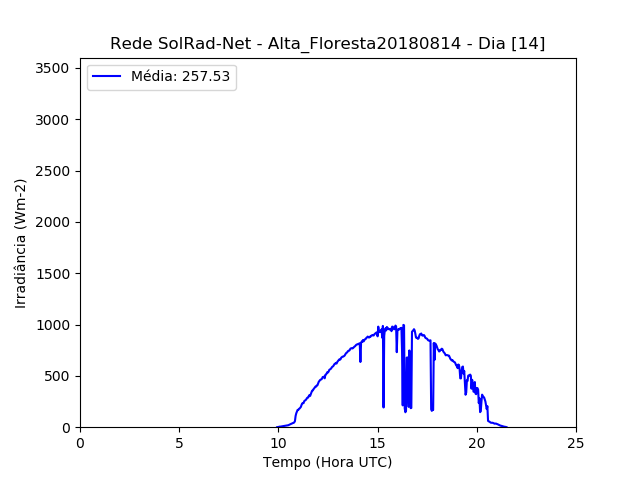 Rede SolRad-Net - Alta_Floresta20180814 - Dia [14]
Média: 257.53
3500
3000
2500
2000
1500
1000
500
0
Irradiância (Wm-2)
0 5 10 15 20 25
Tempo (Hora UTC)